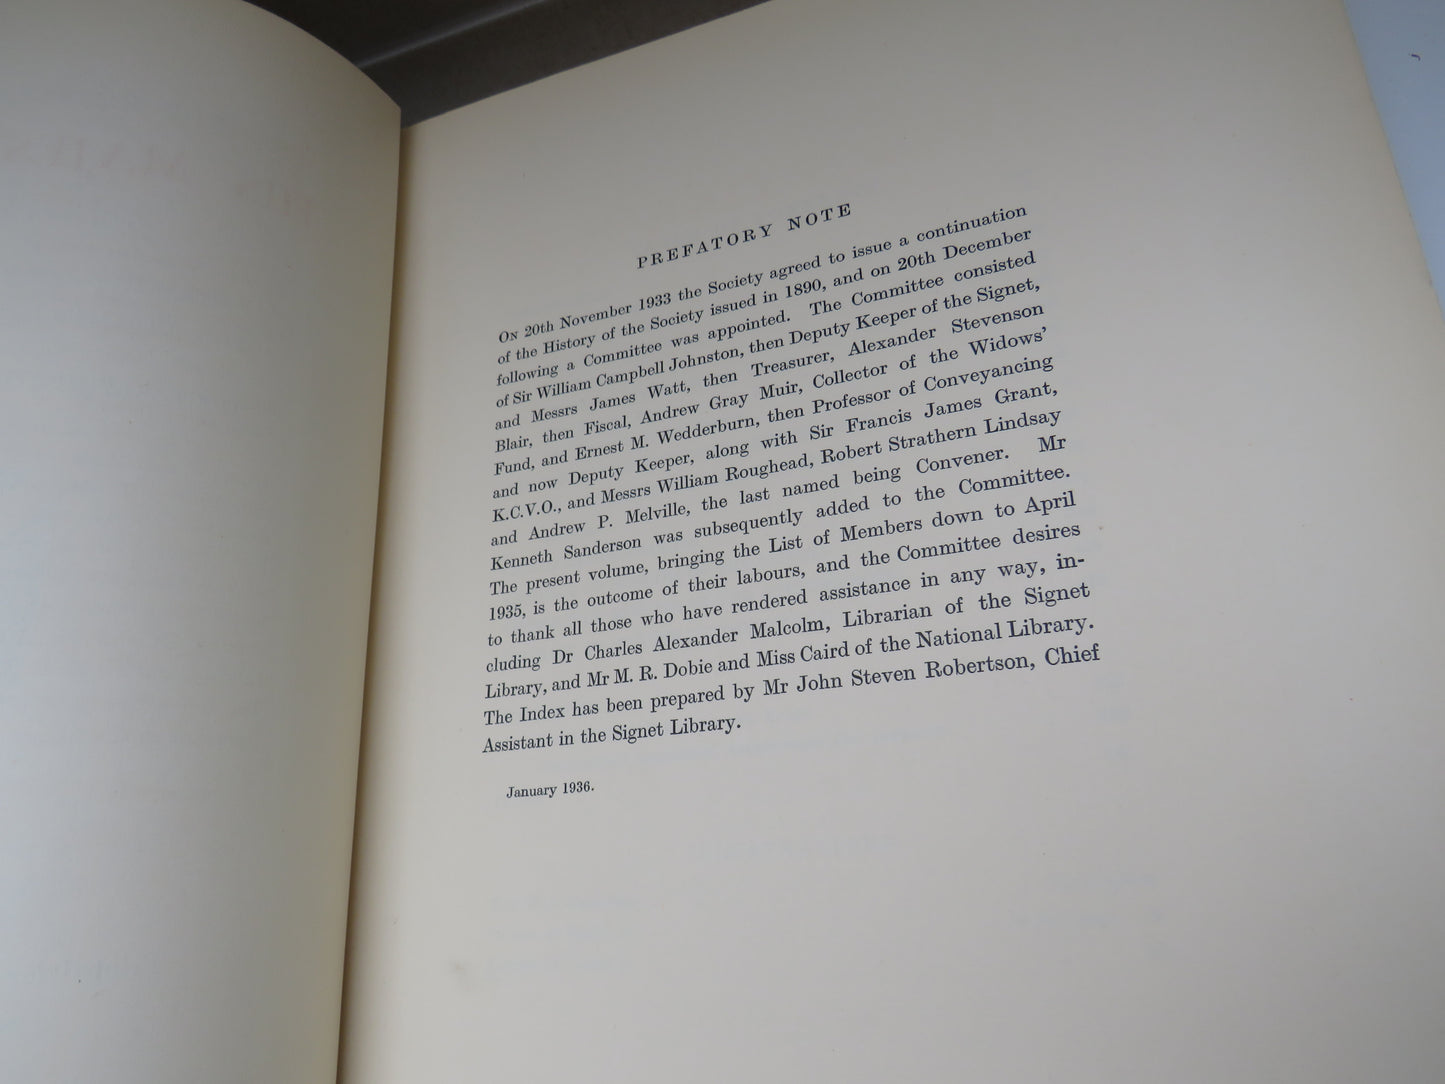 PREFATORY NOTE
ON 20th November 1933 the Society agreed to issue a continuation
of the History of the Society issued in 1890, and on 20th December
following a Committee was appointed. The Committee consisted
of Sir William Campbell Johnston, then Deputy Keeper of the Signet,
and Messrs James Watt, then Treasurer, Alexander Stevenson
Blair, then Fiscal, Andrew Gray Muir, Collector of the Widows'
Fund, and Ernest M. Wedderburn, then Professor of Conveyancing
and now Deputy Keeper, along with Sir Francis James Grant,
K.C.V.O., and Messrs William Roughead, Robert Strathern Lindsay
and Andrew P. Melville, the last named being Convener. Mr
Kenneth Sanderson was subsequently added to the Committee.
The present volume, bringing the List of Members down to April
1935, is the outcome of their labours, and the Committee desires
to thank all those who have rendered assistance in any way, in-
cluding Dr Charles Alexander Malcolm, Librarian of the Signet
Library, and Mr M. R. Dobie and Miss Caird of the National Library.
The Index has been prepared by Mr John Steven Robertson, Chief
Assistant in the Signet Library.
January 1936.